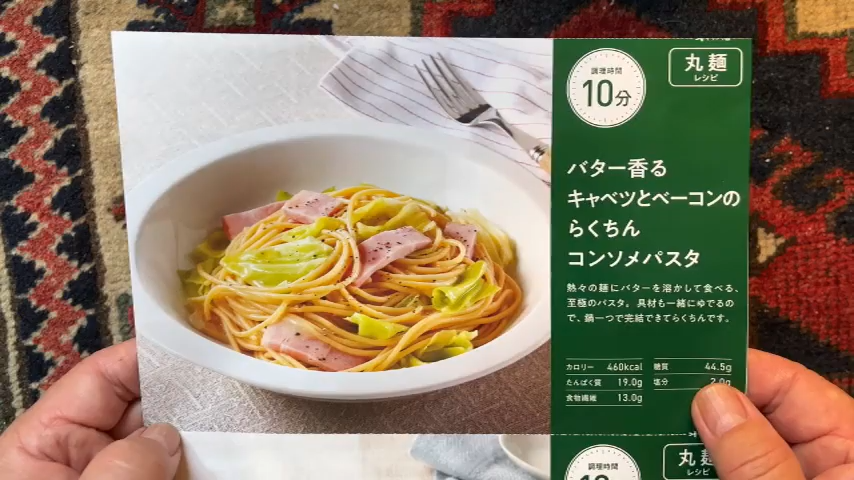 調理時間
10分
丸麺
レシピ
バター香る
キャベツとベーコンの
らくちん
コンソメパスタ
熱々の麺にバターを溶かして食べる、
至極のパスタ。具材も一緒にゆでるの
で、鍋一つで完結できてらくちんです。
カロリー 460kcal 糖質 44.5g
たんぱく質 19.0g 塩分 2.0g
食物繊維 13.0g
調理時間
丸麺
レシピ